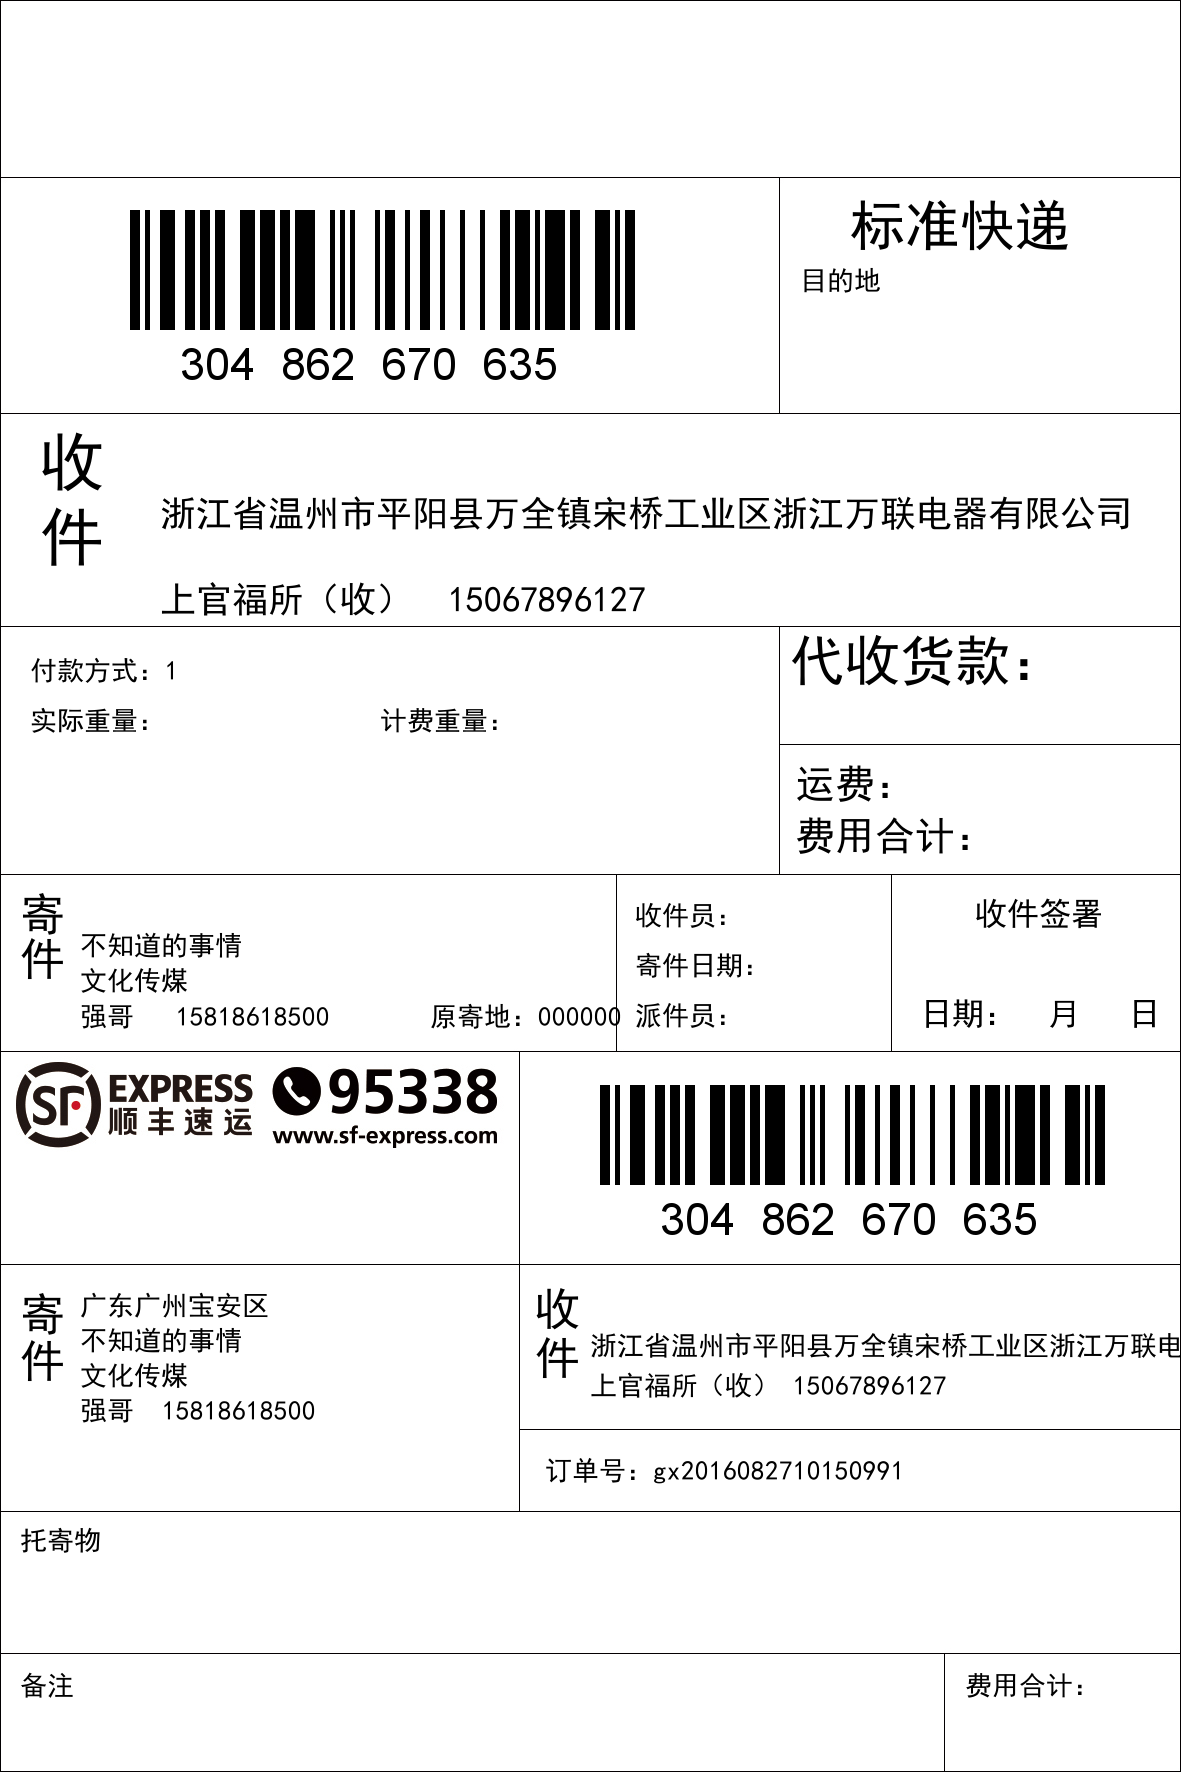 标准快递
目的地
304 862 670 635
收件
浙江省温州市平阳县万全镇宋桥工业区浙江万联电器有限公司
上官福所（收） 15067896127
付款方式：1
实际重量： 计费重量：
代收货款：
运费：
费用合计：
寄件
不知道的事情
文化传媒
强哥 15818618500 原寄地：000000
收件员：
寄件日期：
派件员：
收件签署
日期： 月 日
SF EXPRESS
顺丰速运
95338
www.sf-express.com
304 862 670 635
寄件
广东广州宝安区
不知道的事情
文化传媒
强哥 15818618500
收件
浙江省温州市平阳县万全镇宋桥工业区浙江万联电
上官福所（收） 15067896127
订单号：gx2016082710150991
托寄物
备注
费用合计：